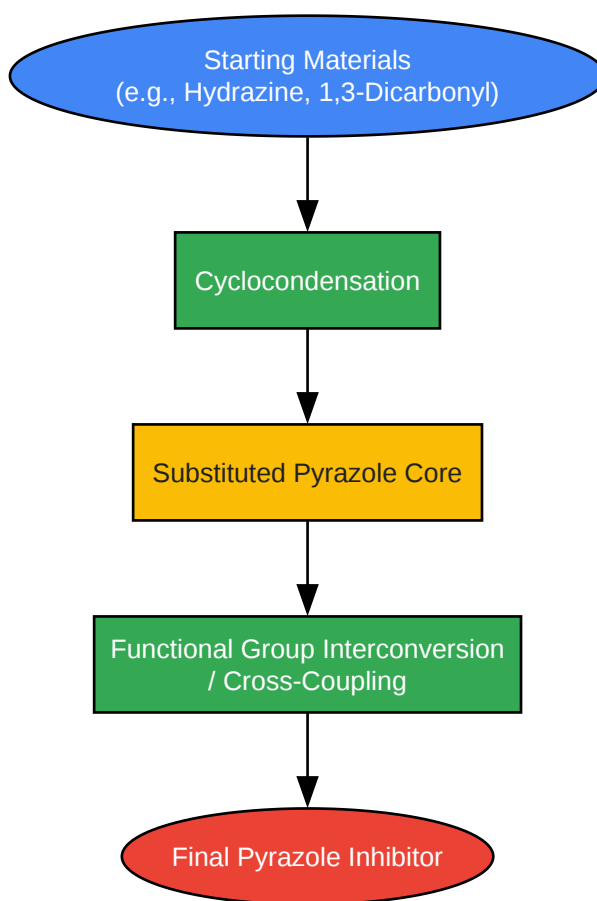 Starting Materials
(e.g., Hydrazine, 1,3-Dicarbonyl)
Cyclocondensation
Substituted Pyrazole Core
Functional Group Interconversion
/ Cross-Coupling
Final Pyrazole Inhibitor